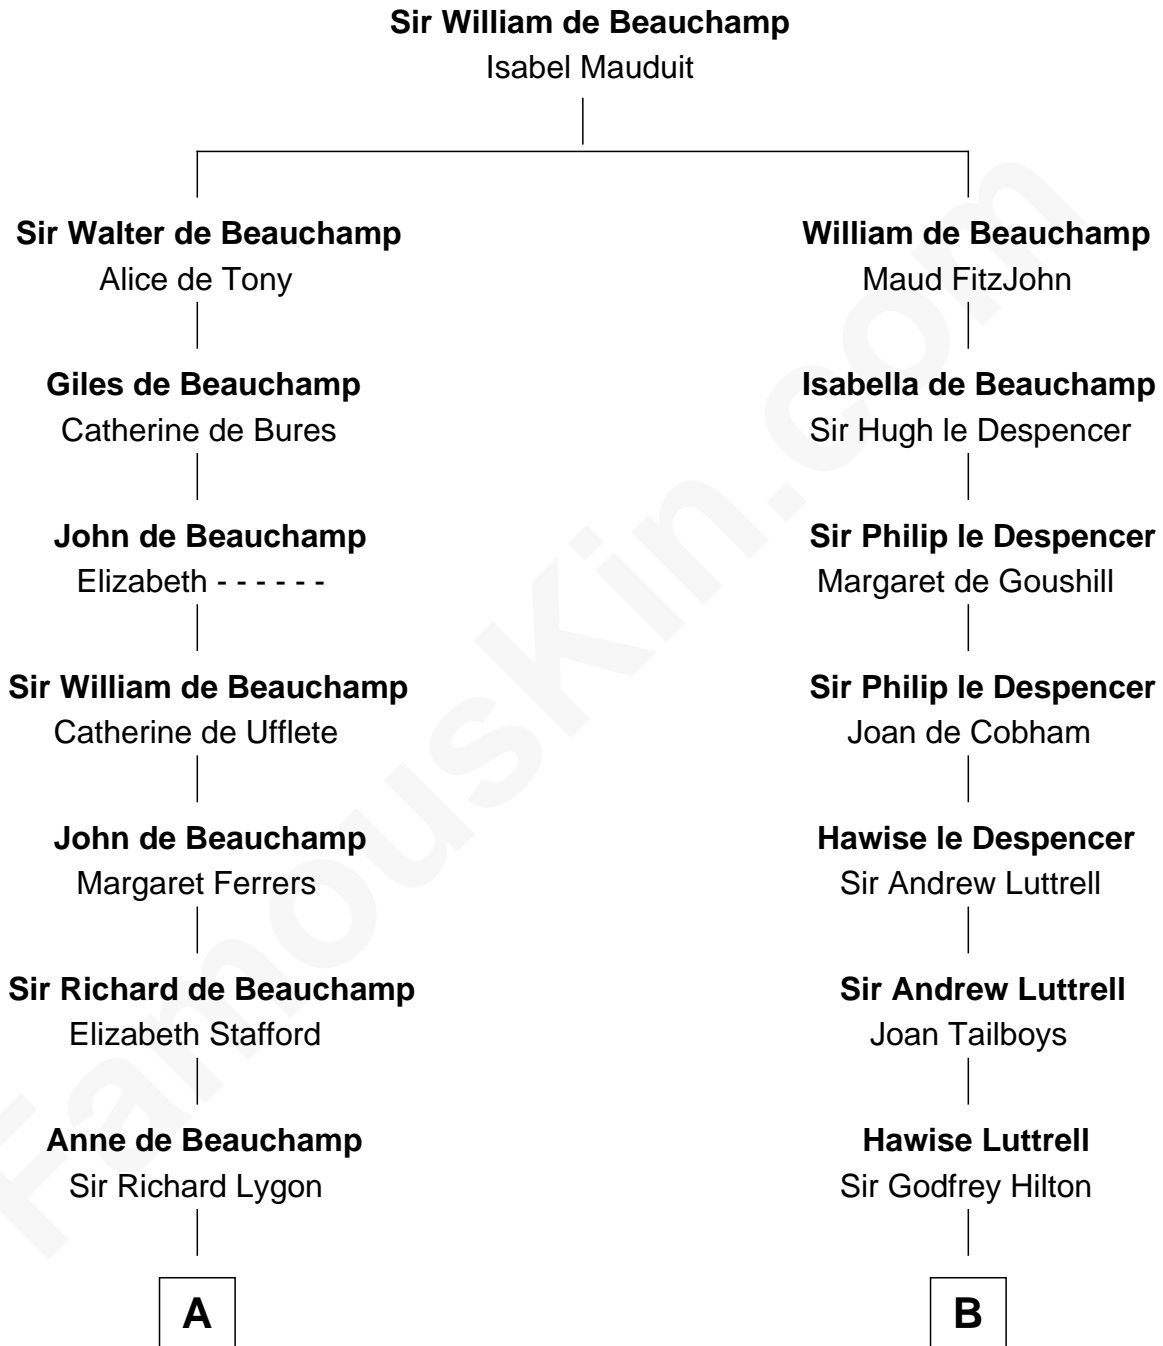 Sir William de Beauchamp
Isabel Mauduit
Sir Walter de Beauchamp
Alice de Tony
William de Beauchamp
Maud FitzJohn
Giles de Beauchamp
Catherine de Bures
Isabella de Beauchamp
Sir Hugh le Despencer
John de Beauchamp
Elizabeth - - - - - -
Sir Philip le Despencer
Margaret de Goushill
Sir William de Beauchamp
Catherine de Ufflete
Sir Philip le Despencer
Joan de Cobham
John de Beauchamp
Margaret Ferrers
Hawise le Despencer
Sir Andrew Luttrell
Sir Richard de Beauchamp
Elizabeth Stafford
Sir Andrew Luttrell
Joan Tailboys
Anne de Beauchamp
Sir Richard Lygon
Hawise Luttrell
Sir Godfrey Hilton
A
B
FamousKin.com